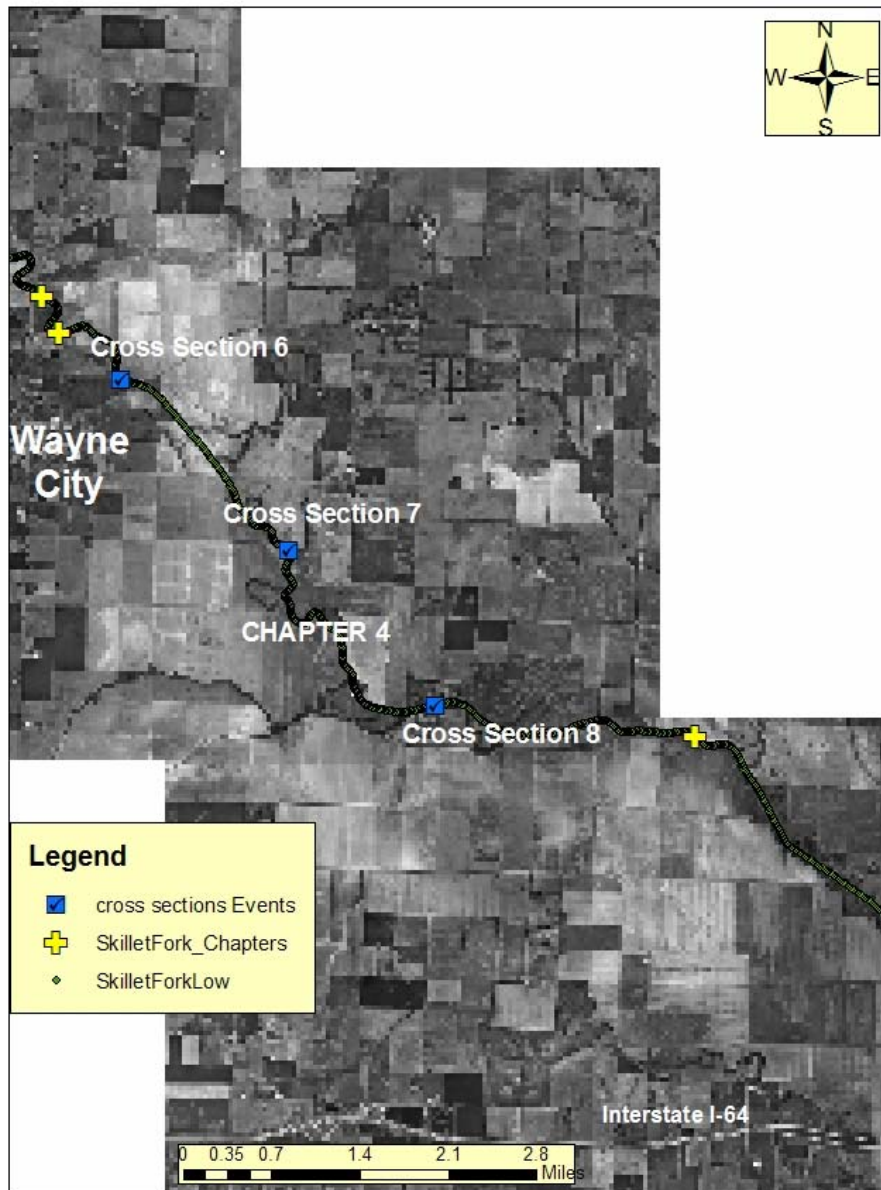 N
W E
S
Cross Section 6
Wayne
City
Cross Section 7
CHAPTER 4
Cross Section 8
Legend
cross sections Events
SkilletFork_Chapters
SkilletForkLow
Interstate I-64
0 0.35 0.7 1.4 2.1 2.8
Miles